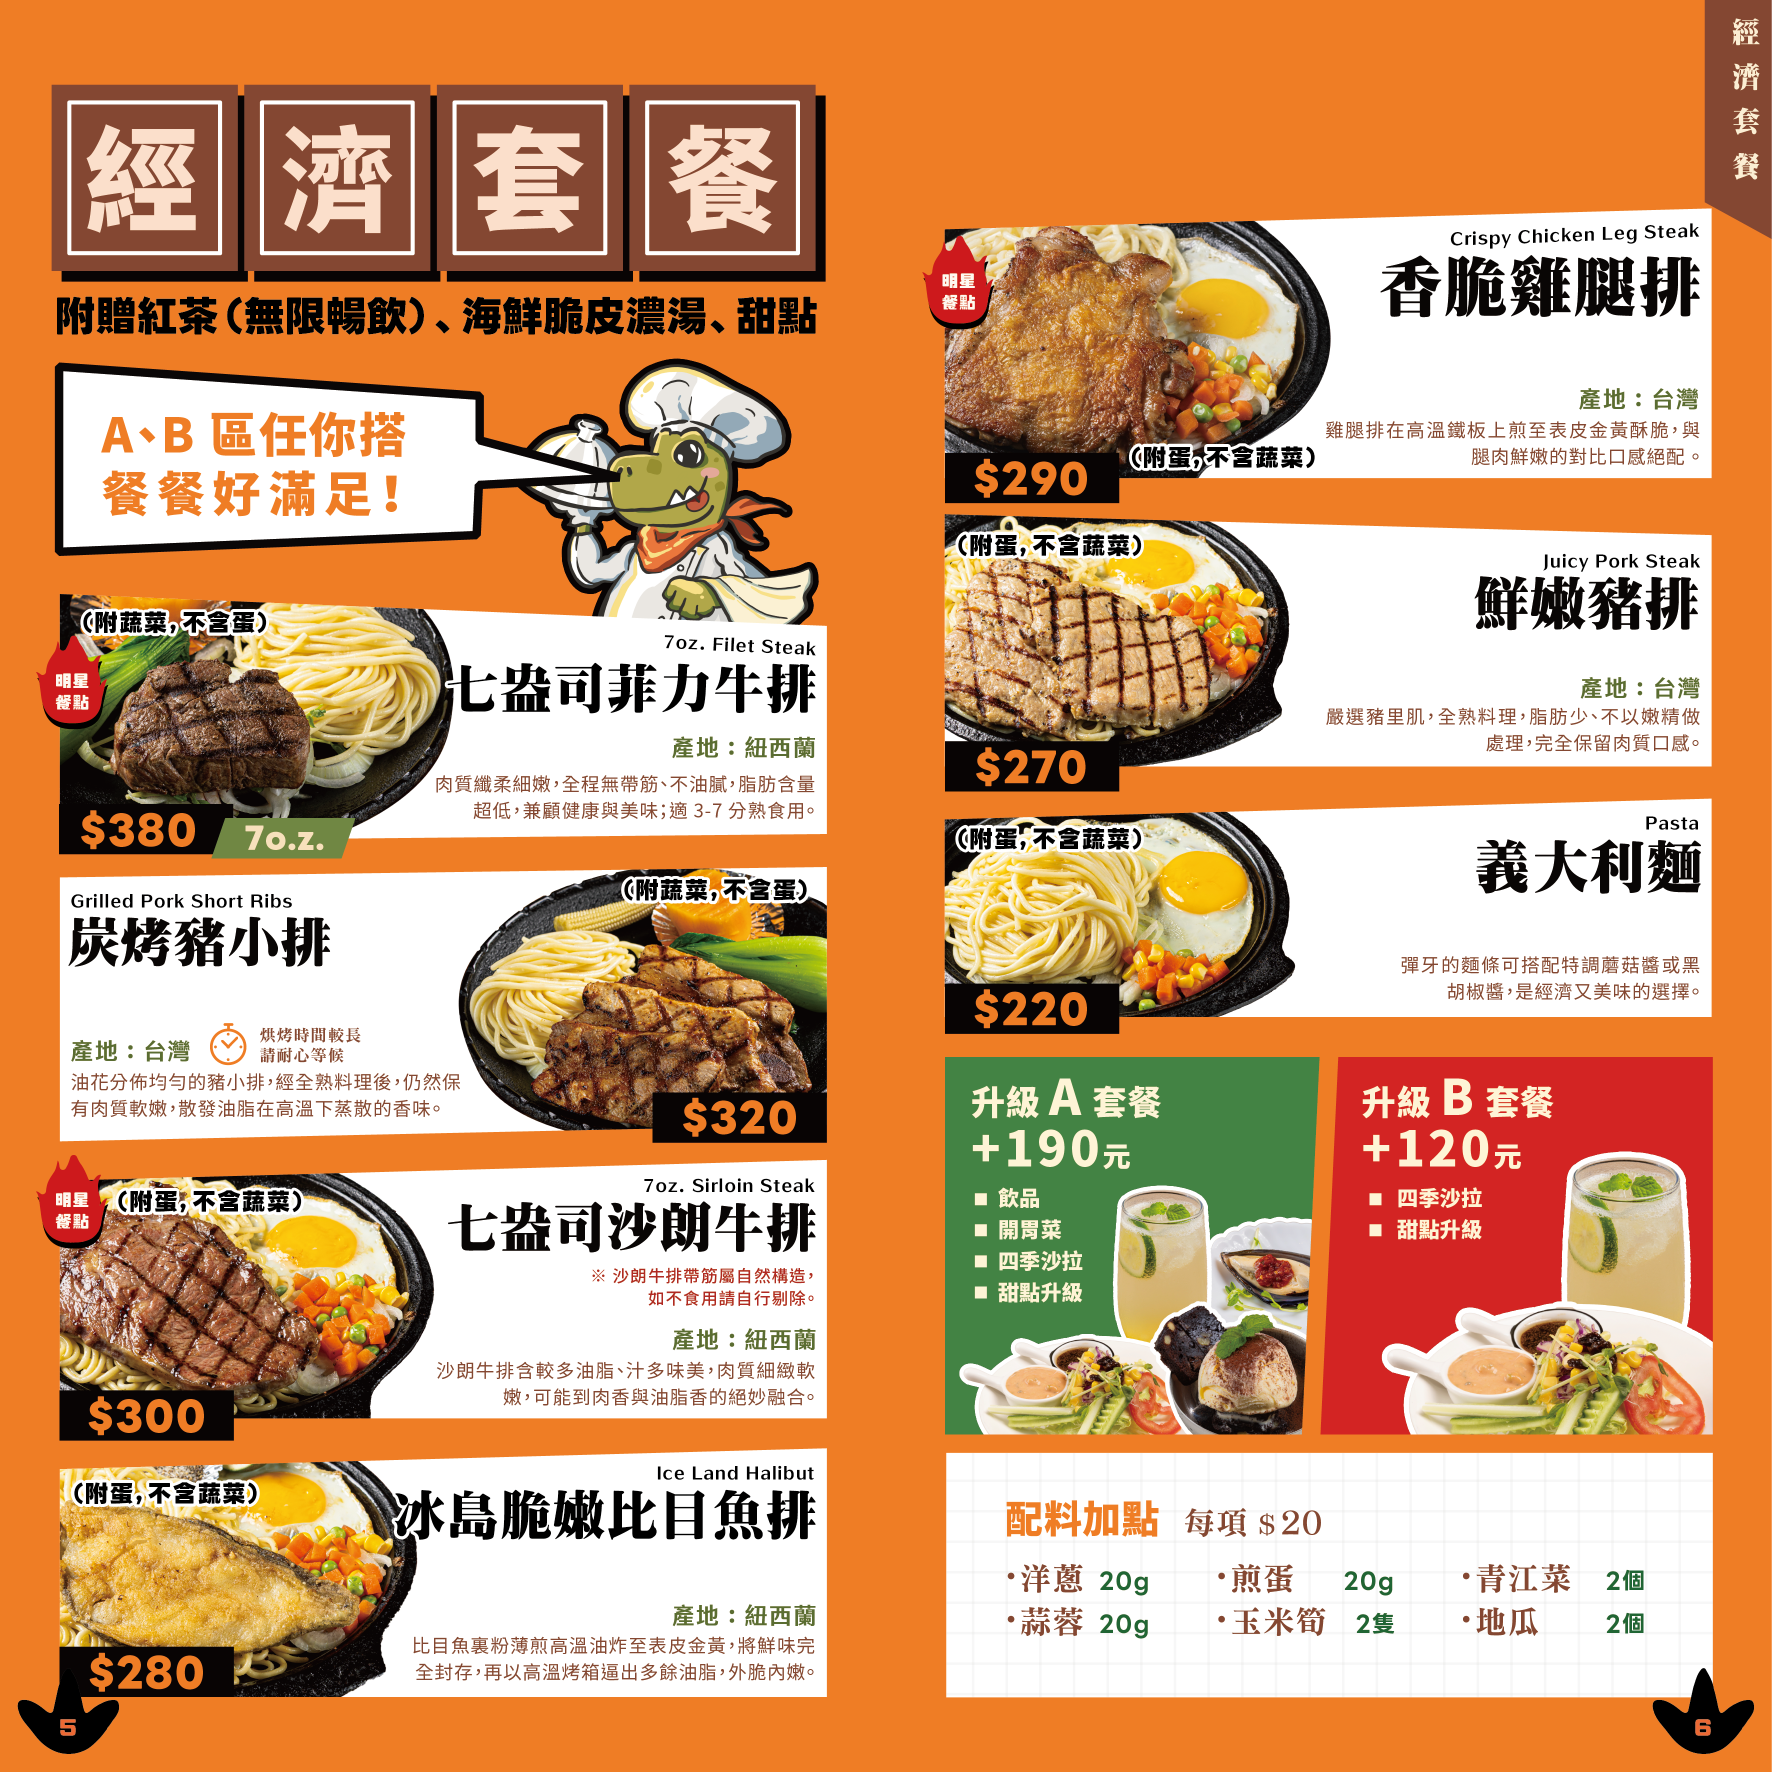 經濟套餐
附贈紅茶（無限暢飲）、海鮮脆皮濃湯、甜點
A、B 區任你搭
餐餐好滿足！
（附蔬菜，不含蛋）
明星
餐點
7oz. Filet Steak
七盎司菲力牛排
產地：紐西蘭
肉質纖柔細嫩，全程無帶筋、不油膩，脂肪含量
超低，兼顧健康與美味；適 3-7 分熟食用。
$380
7o.z.
Grilled Pork Short Ribs
炭烤豬小排
（附蔬菜，不含蛋）
產地：台灣
烘烤時間較長
請耐心等候
油花分佈均勻的豬小排，經全熟料理後，仍然保
有肉質軟嫩，散發油脂在高溫下蒸散的香味。
$320
明星
餐點
（附蛋，不含蔬菜）
7oz. Sirloin Steak
七盎司沙朗牛排
※ 沙朗牛排帶筋屬自然構造，
如不食用請自行剔除。
產地：紐西蘭
沙朗牛排含較多油脂、汁多味美，肉質細緻軟
嫩，可能到肉香與油脂香的絕妙融合。
$300
（附蛋，不含蔬菜）
Ice Land Halibut
冰島脆嫩比目魚排
產地：紐西蘭
比目魚裏粉薄煎高溫油炸至表皮金黃，將鮮味完
全封存，再以高溫烤箱逼出多餘油脂，外脆內嫩。
$280
5
經濟套餐
明星
餐點
Crispy Chicken Leg Steak
香脆雞腿排
產地：台灣
雞腿排在高溫鐵板上煎至表皮金黃酥脆，與
腿肉鮮嫩的對比口感絕配。
（附蛋，不含蔬菜）
$290
（附蛋，不含蔬菜）
Juicy Pork Steak
鮮嫩豬排
產地：台灣
嚴選豬里肌，全熟料理，脂肪少、不以嫩精做
處理，完全保留肉質口感。
$270
（附蛋，不含蔬菜）
Pasta
義大利麵
彈牙的麵條可搭配特調蘑菇醬或黑
胡椒醬，是經濟又美味的選擇。
$220
升級 A 套餐
+190元
■ 飲品
■ 開胃菜
■ 四季沙拉
■ 甜點升級
升級 B 套餐
+120元
■ 四季沙拉
■ 甜點升級
配料加點 每項 $20
·洋蔥 20g ·煎蛋 20g ·青江菜 2個
·蒜蓉 20g ·玉米筍 2隻 ·地瓜 2個
6